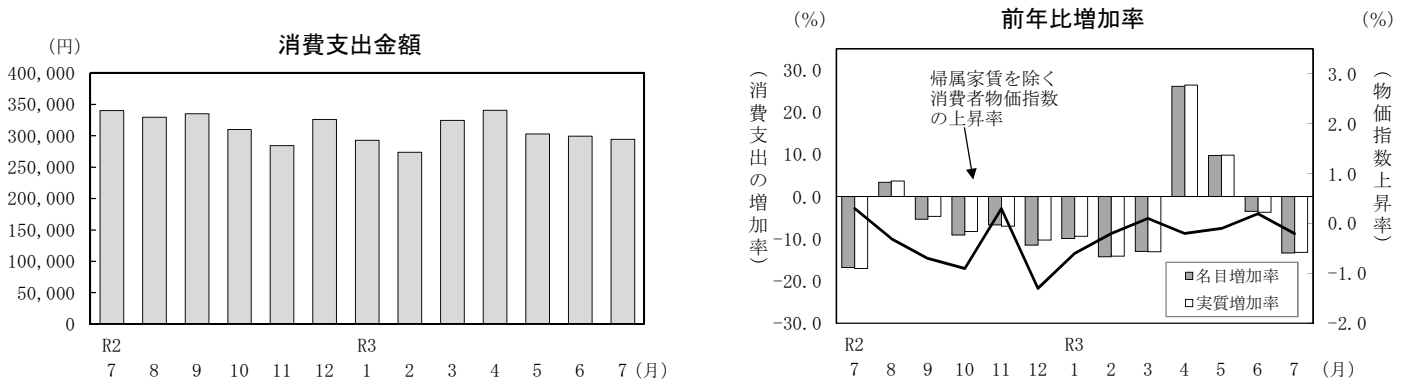 消費支出金額
（円）
400,000
350,000
300,000
250,000
200,000
150,000
100,000
50,000
0
R2 R3
7 8 9 10 11 12 1 2 3 4 5 6 7（月）
前年比増加率
（%）
（%）
（消費支出の増加率）
30.0
20.0
10.0
0.0
-10.0
-20.0
-30.0
帰属家賃を除く
消費者物価指数
の上昇率
名目増加率
実質増加率
3.0
2.0
1.0
0.0
-1.0
-2.0
（物価指数上昇率）
R2 R3
7 8 9 10 11 12 1 2 3 4 5 6 7（月）